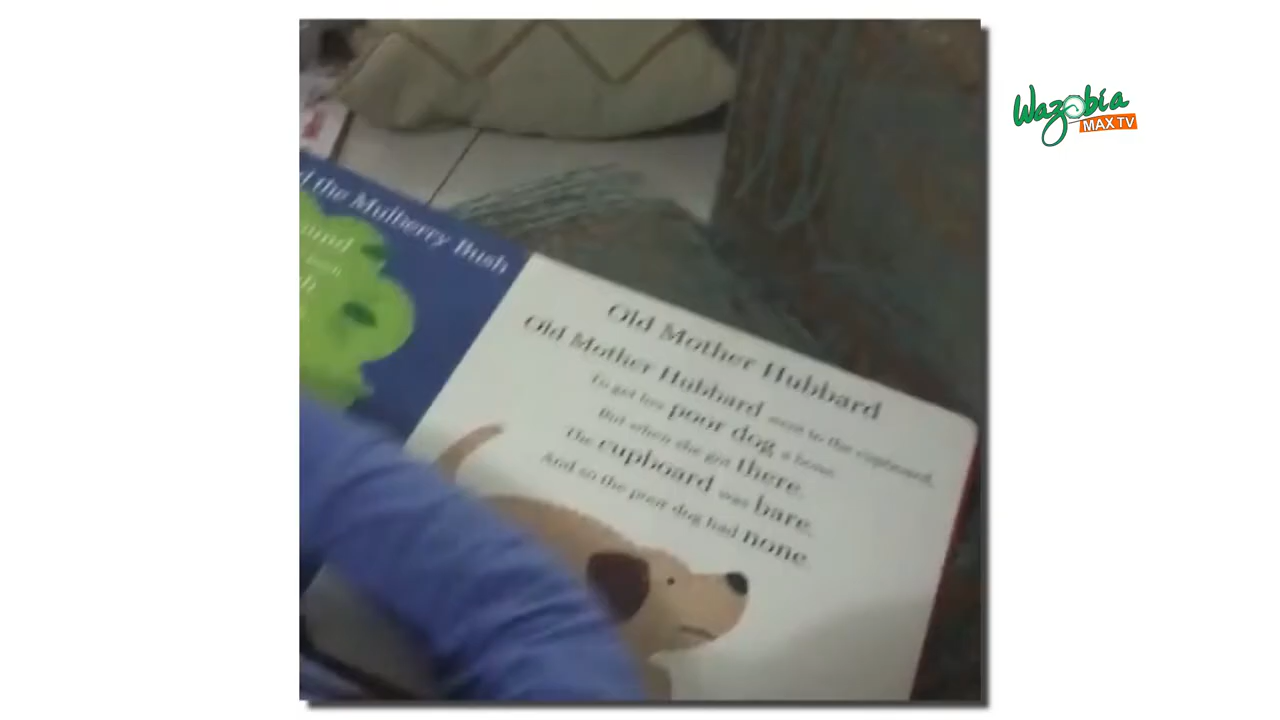 Wazobia
MAX TV
d the Mulberry Bush
Old Mother Hubbard
Old Mother Hubbard went to the cupboard,
To get her poor dog a bone.
But when she got there,
The cupboard was bare,
And so the poor dog had none.